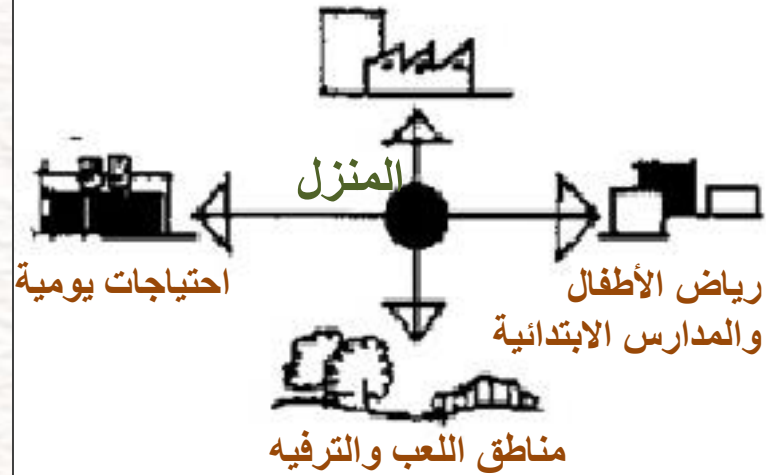 المنزل
احتياجات يومية
رياض الأطفال
والمدارس الابتدائية
مناطق اللعب والترفيه